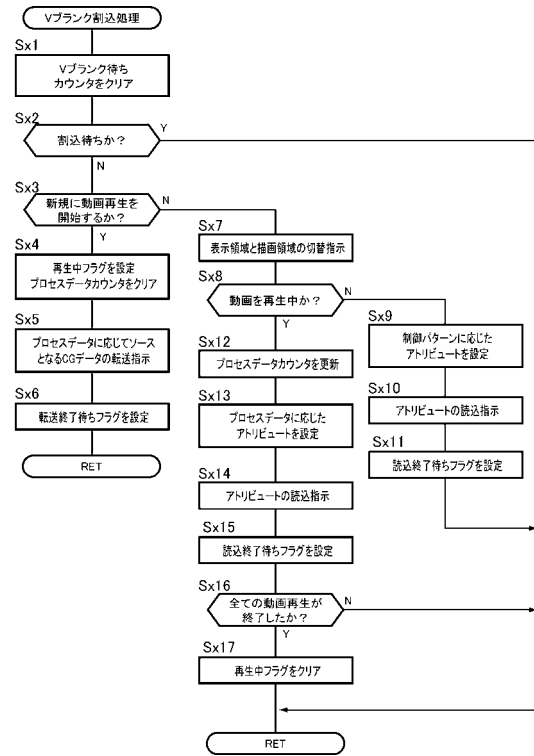 Vブランク割込処理
Sx1
Vブランク待ち
カウンタをクリア
Sx2
割込待ちか？
Y
N
Sx3
新規に動画再生を
開始するか？
N
Y
Sx4
再生中フラグを設定
プロセスデータカウンタをクリア
Sx5
プロセスデータに応じてソース
となるCGデータの転送指示
Sx6
転送終了待ちフラグを設定
RET
Sx7
表示領域と描画領域の切替指示
Sx8
動画を再生中か？
N
Y
Sx9
制御パターンに応じた
アトリビュートを設定
Sx10
アトリビュートの読込指示
Sx11
読込終了待ちフラグを設定
Sx12
プロセスデータカウンタを更新
Sx13
プロセスデータに応じた
アトリビュートを設定
Sx14
アトリビュートの読込指示
Sx15
読込終了待ちフラグを設定
Sx16
全ての動画再生が
終了したか？
N
Y
Sx17
再生中フラグをクリア
RET